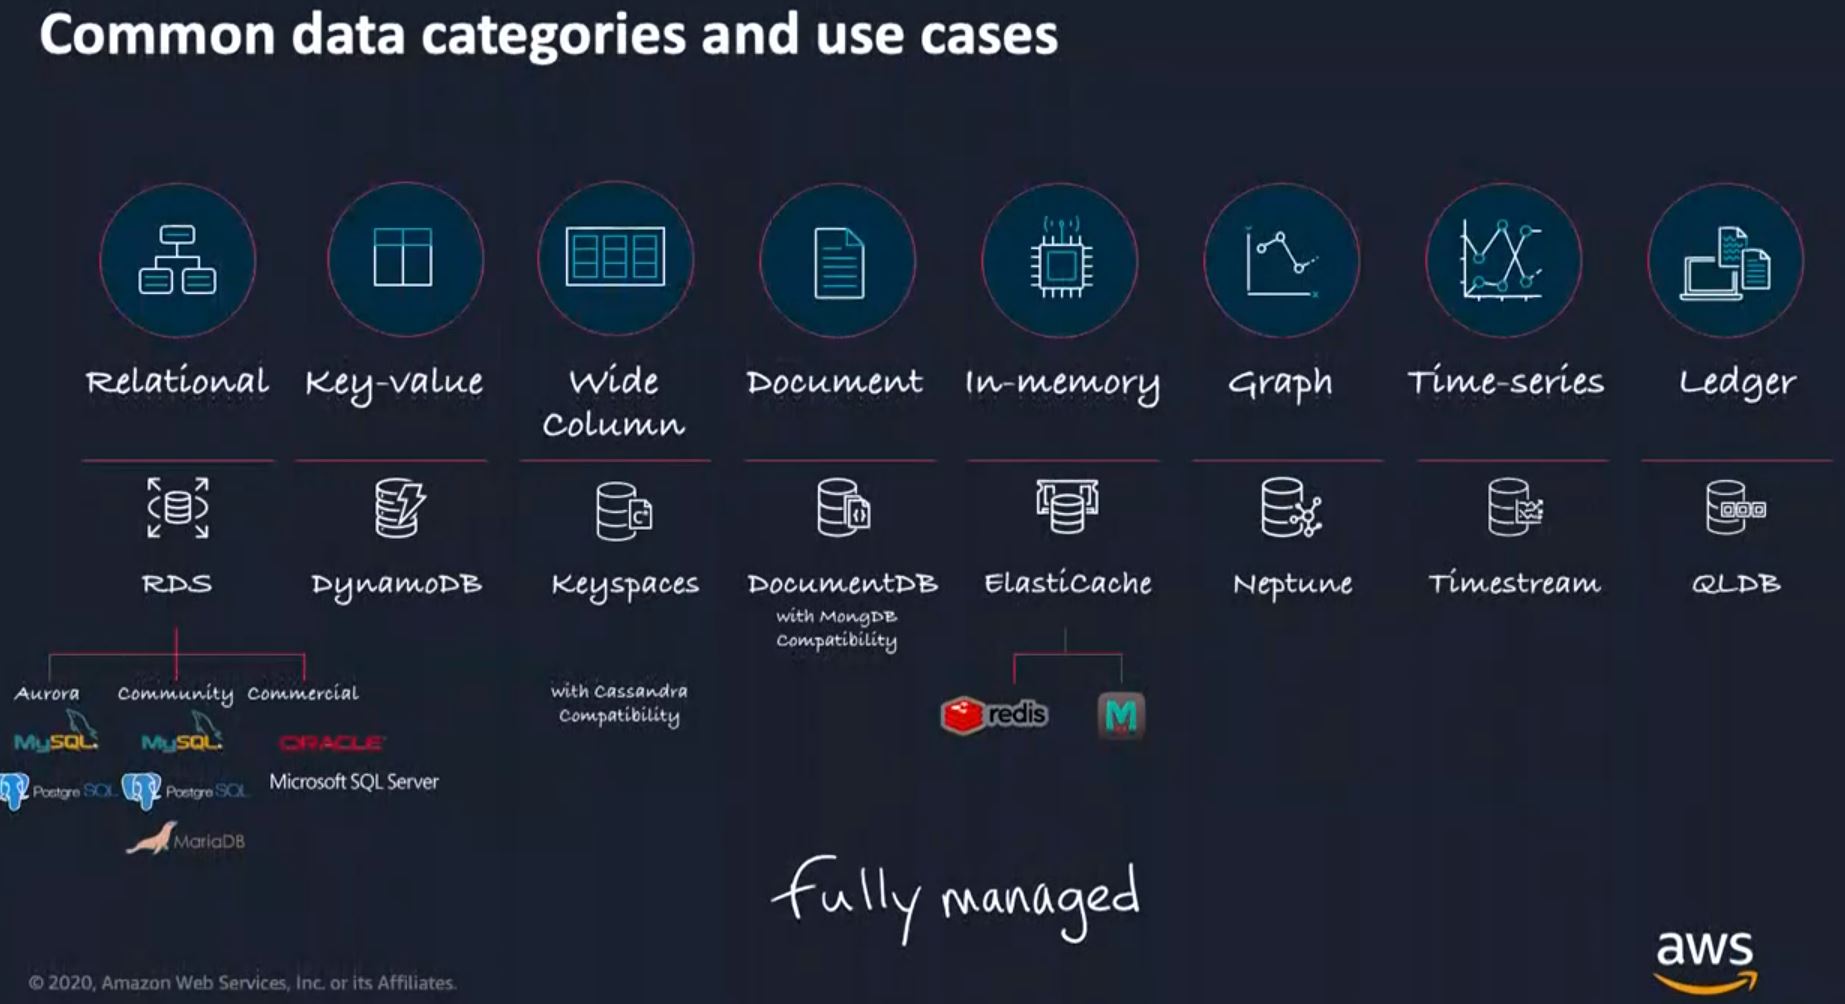 Common data categories and use cases
Relational
Key-value
Wide
Column
Document
In-memory
Graph
Time-series
Ledger
RDS
DynamoDB
Keyspaces
DocumentDB
with MongDB
Compatibility
ElastiCache
Neptune
Timestream
QLDB
Aurora
Community
Commercial
with Cassandra
Compatibility
MySQL
MySQL
ORACLE
redis
M
PostgreSQL
PostgreSQL
Microsoft SQL Server
MariaDB
fully managed
aws
© 2020, Amazon Web Services, Inc. or its Affiliates.